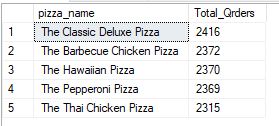 pizza_name Total_Qrders
1 The Classic Deluxe Pizza 2416
2 The Barbecue Chicken Pizza 2372
3 The Hawaiian Pizza 2370
4 The Pepperoni Pizza 2369
5 The Thai Chicken Pizza 2315